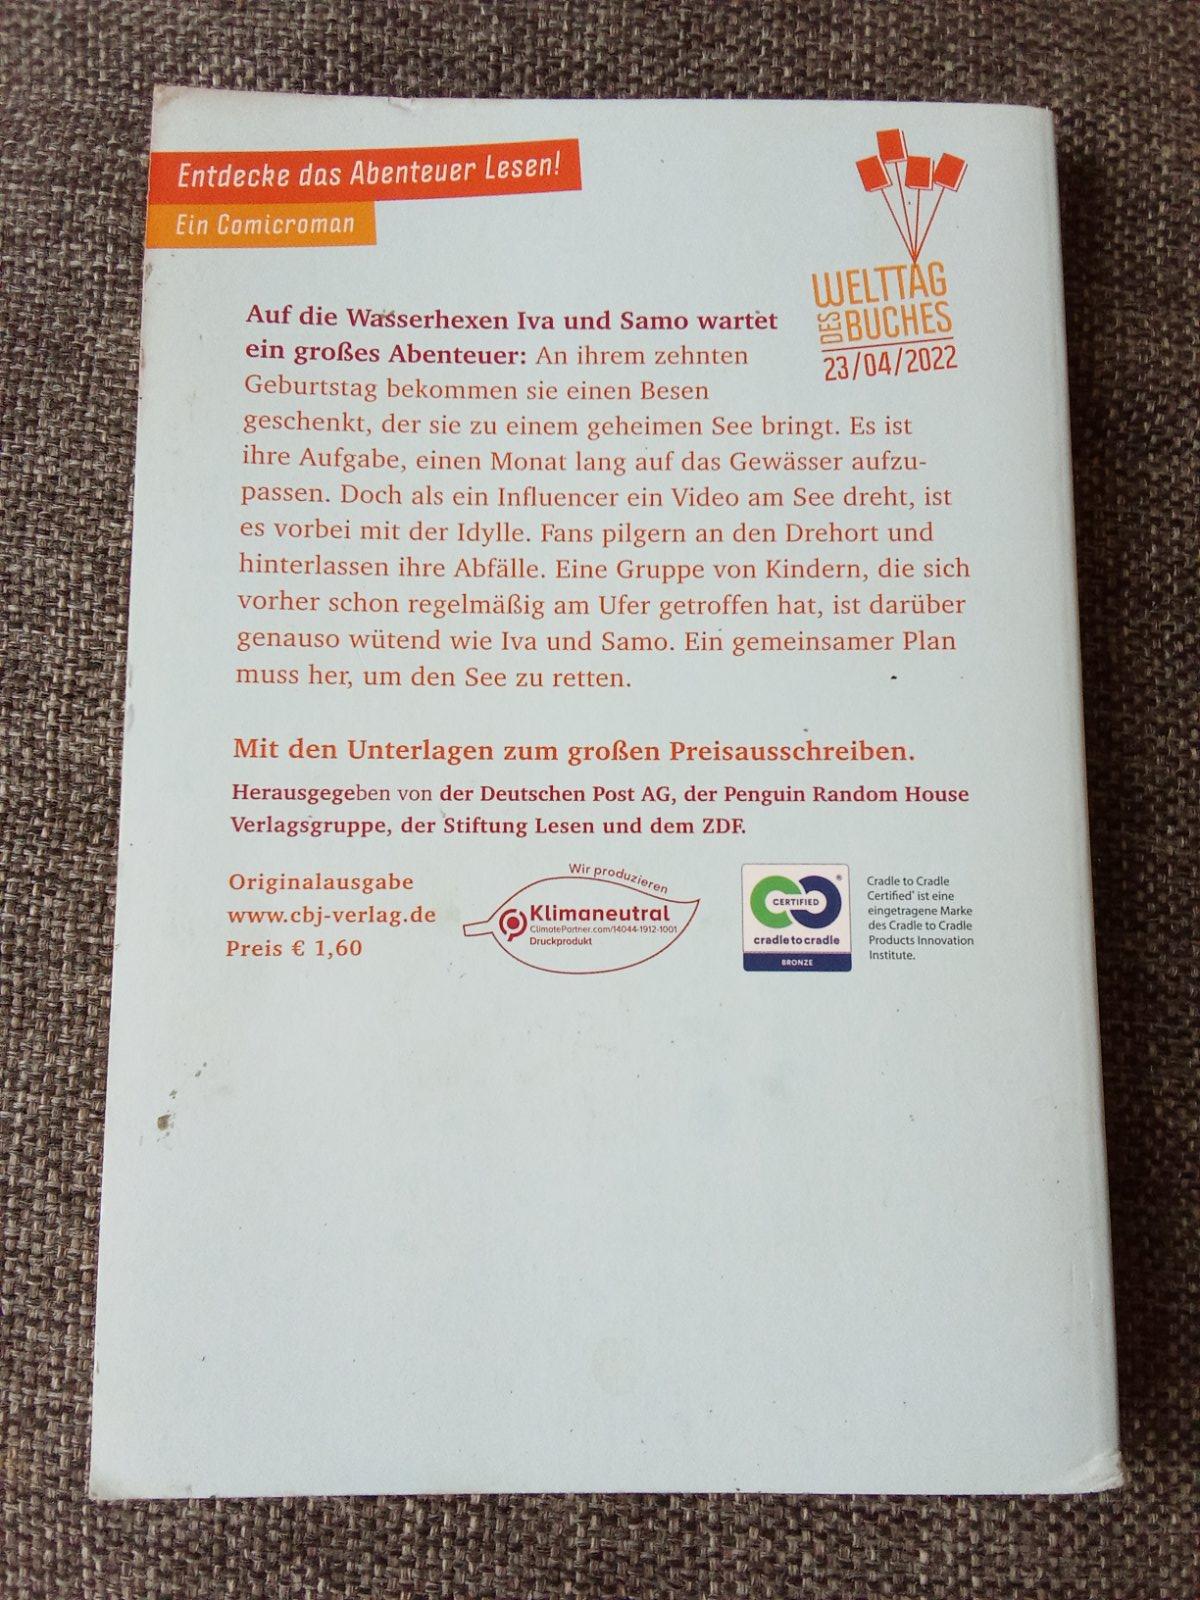 Entdecke das Abenteuer Lesen!
Ein Comicroman
WELTTAG
DES
BUCHES
23/04/2022
Auf die Wasserhexen Iva und Samo wartet
ein großes Abenteuer: An ihrem zehnten
Geburtstag bekommen sie einen Besen
geschenkt, der sie zu einem geheimen See bringt. Es ist
ihre Aufgabe, einen Monat lang auf das Gewässer aufzu-
passen. Doch als ein Influencer ein Video am See dreht, ist
es vorbei mit der Idylle. Fans pilgern an den Drehort und
hinterlassen ihre Abfälle. Eine Gruppe von Kindern, die sich
vorher schon regelmäßig am Ufer getroffen hat, ist darüber
genauso wütend wie Iva und Samo. Ein gemeinsamer Plan
muss her, um den See zu retten.
Mit den Unterlagen zum großen Preisausschreiben.
Herausgegeben von der Deutschen Post AG, der Penguin Random House
Verlagsgruppe, der Stiftung Lesen und dem ZDF.
Originalausgabe
www.cbj-verlag.de
Preis € 1,60
Wir produzieren
Klimaneutral
ClimatePartner.com/14044-1912-1001
Druckprodukt
CERTIFIED
®
cradle to cradle
BRONZE
Cradle to Cradle
Certified® ist eine
eingetragene Marke
des Cradle to Cradle
Products Innovation
Institute.